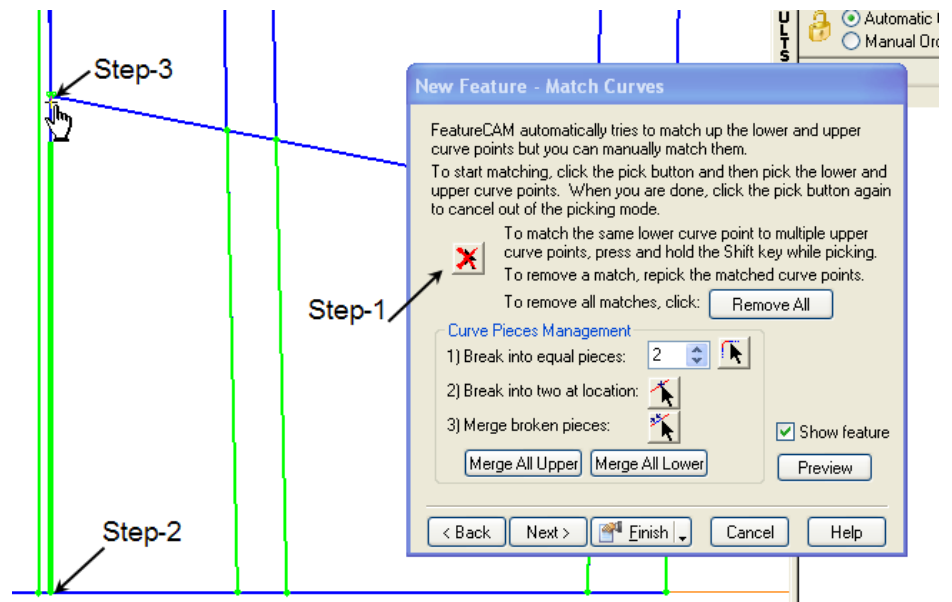 U
L
T
S
Automatic
Manual Ord
Step-3
New Feature - Match Curves
FeatureCAM automatically tries to match up the lower and upper
curve points but you can manually match them.
To start matching, click the pick button and then pick the lower and
upper curve points. When you are done, click the pick button again
to cancel out of the picking mode.
To match the same lower curve point to multiple upper
curve points, press and hold the Shift key while picking.
To remove a match, repick the matched curve points.
To remove all matches, click: Remove All
Step-1
Curve Pieces Management
1) Break into equal pieces: 2
2) Break into two at location:
3) Merge broken pieces:
Show feature
Merge All Upper Merge All Lower Preview
< Back Next > Finish Cancel Help
Step-2